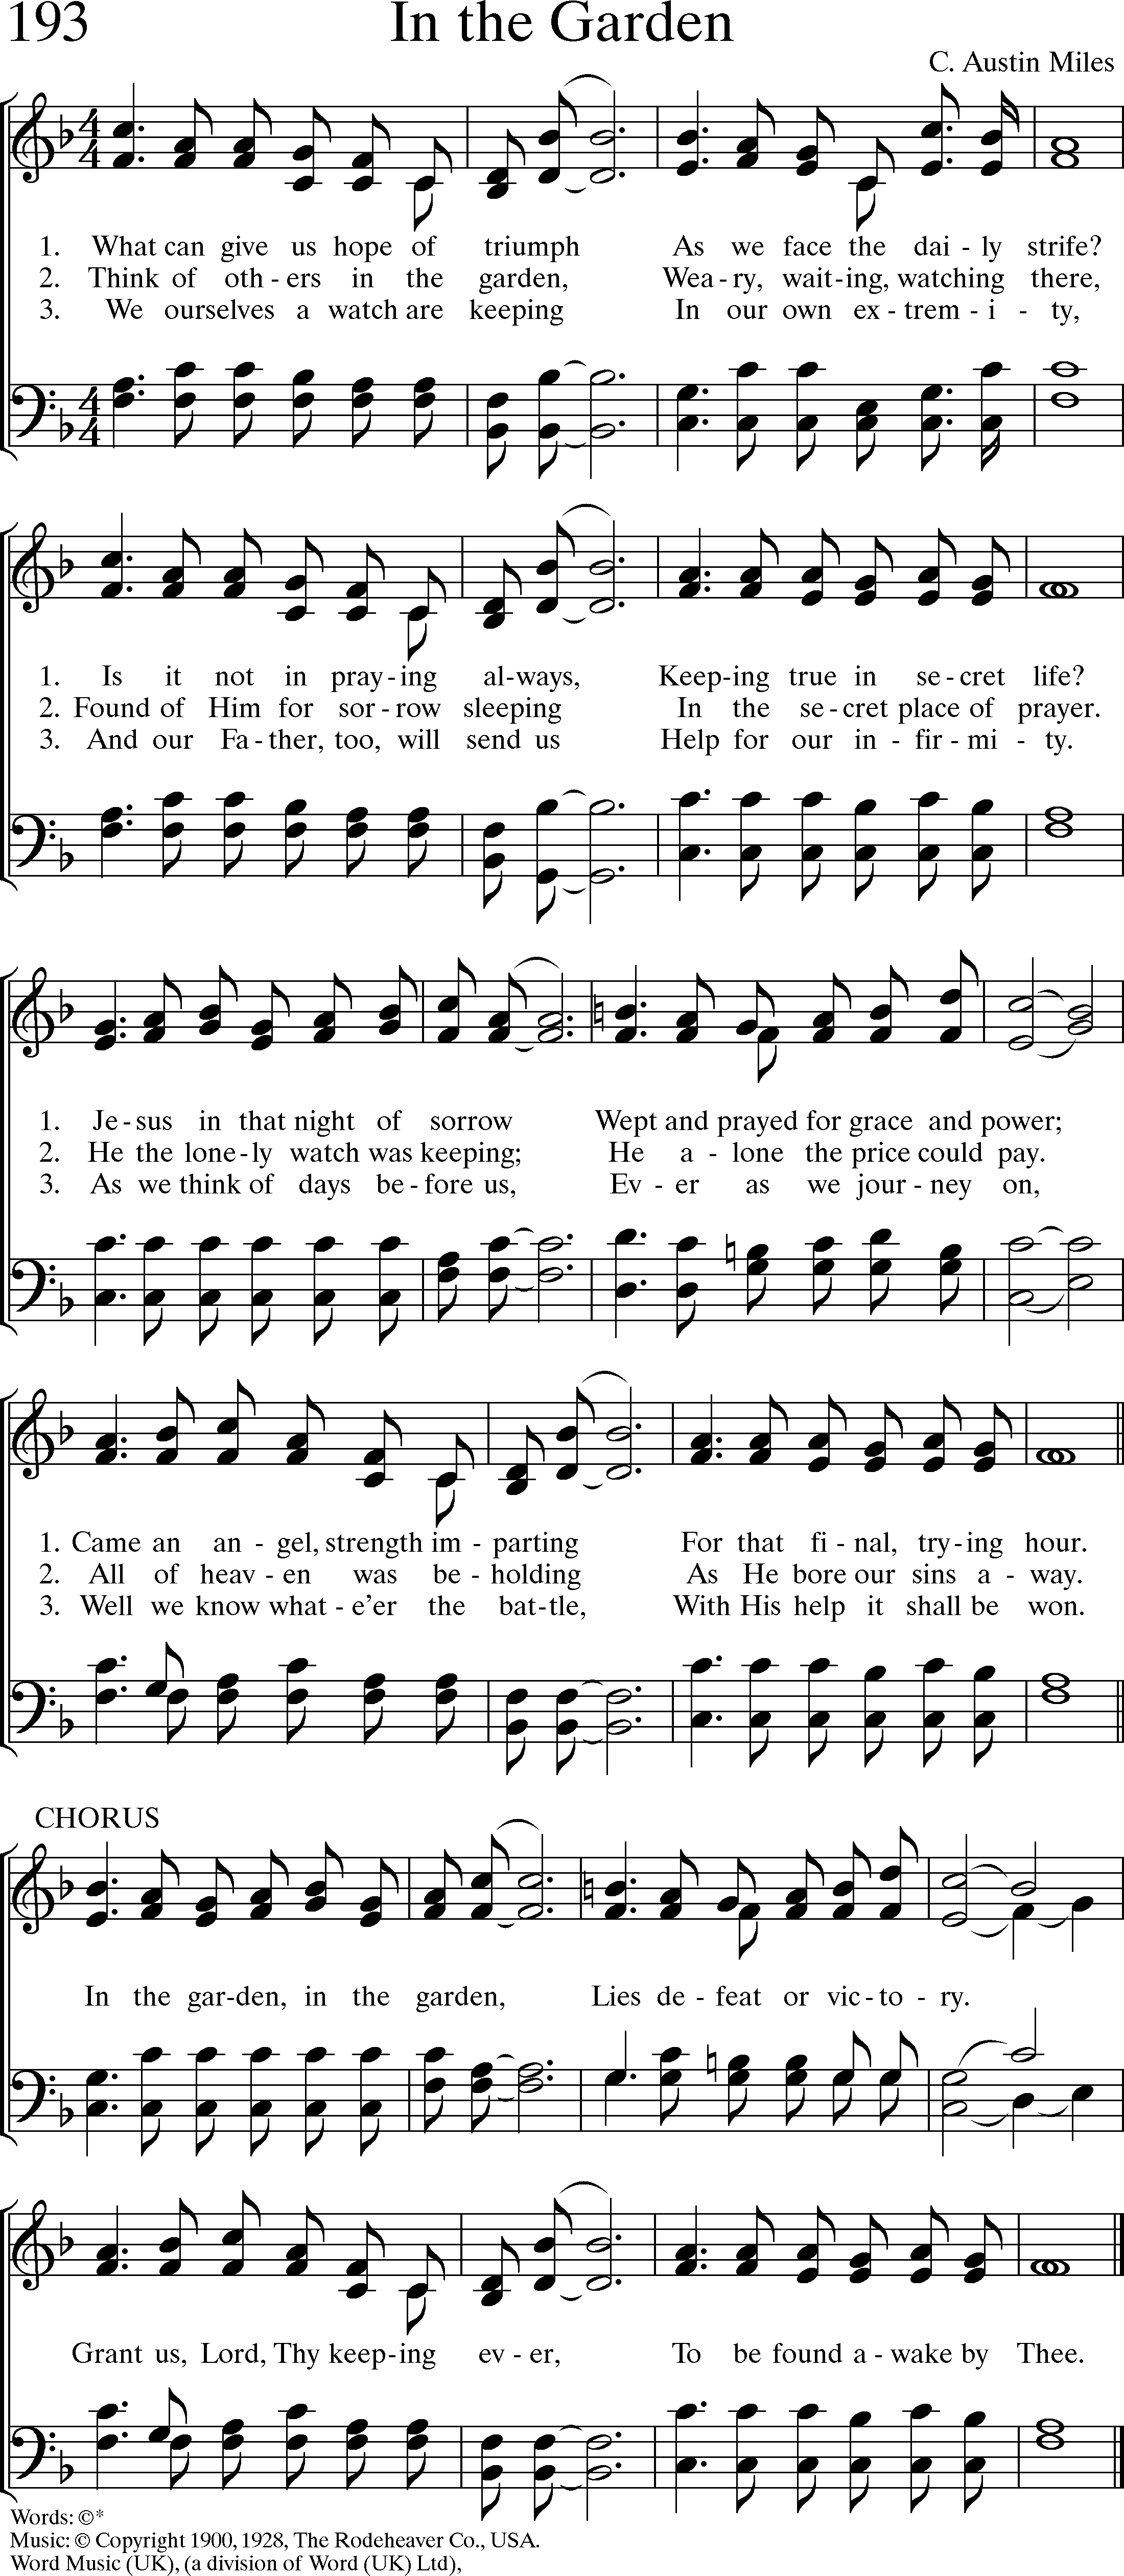 193
In the Garden
C. Austin Miles
1. What can give us hope of triumph As we face the dai - ly strife?
2. Think of oth - ers in the garden, Wea - ry, wait - ing, watching there,
3. We ourselves a watch are keeping In our own ex - trem - i - ty,
1. Is it not in pray - ing al - ways, Keep - ing true in se - cret life?
2. Found of Him for sor - row sleeping In the se - cret place of prayer.
3. And our Fa - ther, too, will send us Help for our in - fir - mi - ty.
1. Je - sus in that night of sorrow Wept and prayed for grace and power;
2. He the lone - ly watch was keeping; He a - lone the price could pay.
3. As we think of days be - fore us, Ev - er as we jour - ney on,
1. Came an an - gel, strength im - parting For that fi - nal, try - ing hour.
2. All of heav - en was be - holding As He bore our sins a - way.
3. Well we know what - e'er the bat - tle, With His help it shall be won.
CHORUS
In the gar - den, in the garden, Lies de - feat or vic - to - ry.
Grant us, Lord, Thy keep - ing ev - er, To be found a - wake by Thee.
Words: ©*
Music: © Copyright 1900, 1928, The Rodeheaver Co., USA.
Word Music (UK), (a division of Word (UK) Ltd),